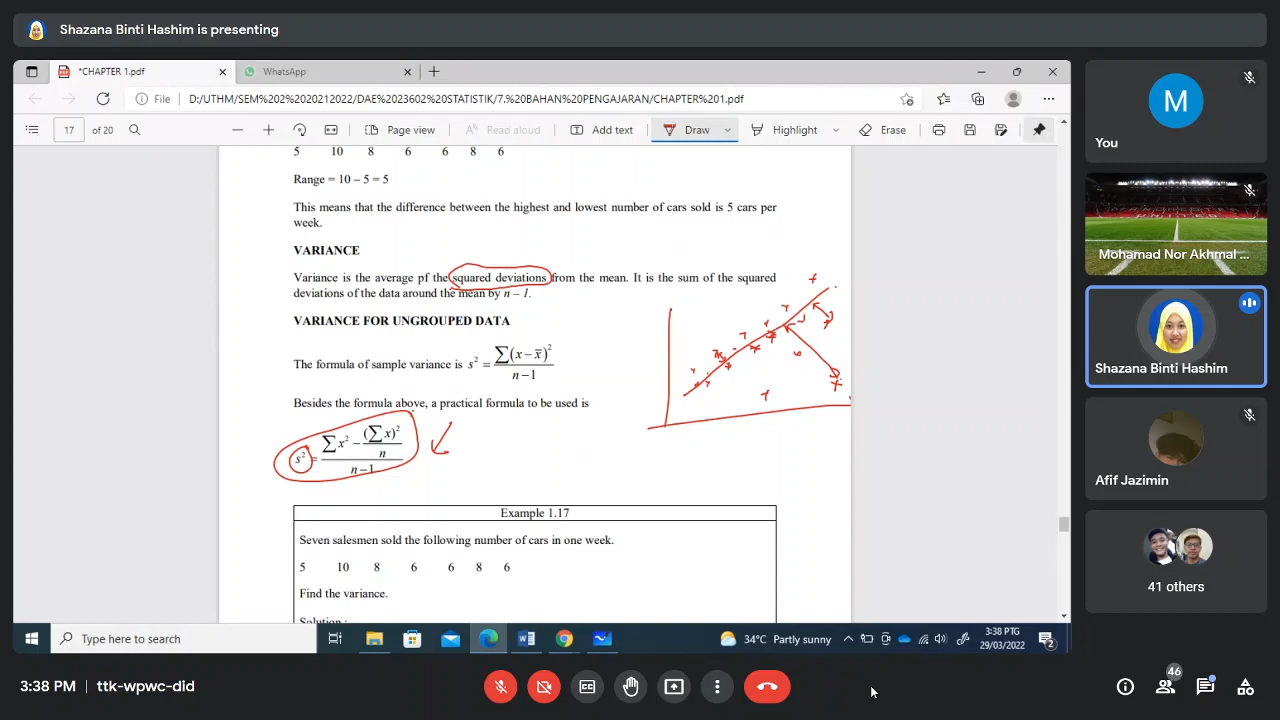 Shazana Binti Hashim is presenting
*CHAPTER 1.pdf
WhatsApp
File
D:/UTHM/SEM%202%2020212022/DAE%2023602%20STATISTIK/7.%20BAHAN%20PENGAJARAN/CHAPTER%201.pdf
17 of 20
Page view
Read aloud
Add text
Draw
Highlight
Erase
5 10 8 6 6 8 6
Range = 10 – 5 = 5
This means that the difference between the highest and lowest number of cars sold is 5 cars per
week.
VARIANCE
Variance is the average pf the squared deviations from the mean. It is the sum of the squared
deviations of the data around the mean by n – 1.
VARIANCE FOR UNGROUPED DATA
The formula of sample variance is s² = ∑(x – x̅)² / n – 1
Besides the formula above, a practical formula to be used is
s² = ∑x² – (∑x)² / n / n – 1
Example 1.17
Seven salesmen sold the following number of cars in one week.
5 10 8 6 6 8 6
Find the variance.
Solution :
Type here to search
34°C Partly sunny
3:38 PTG
29/03/2022
2
M
You
Mohamad Nor Akhmal ...
UNITED
Shazana Binti Hashim
Afif Jazimin
41 others
3:38 PM | ttk-wpwc-did
46